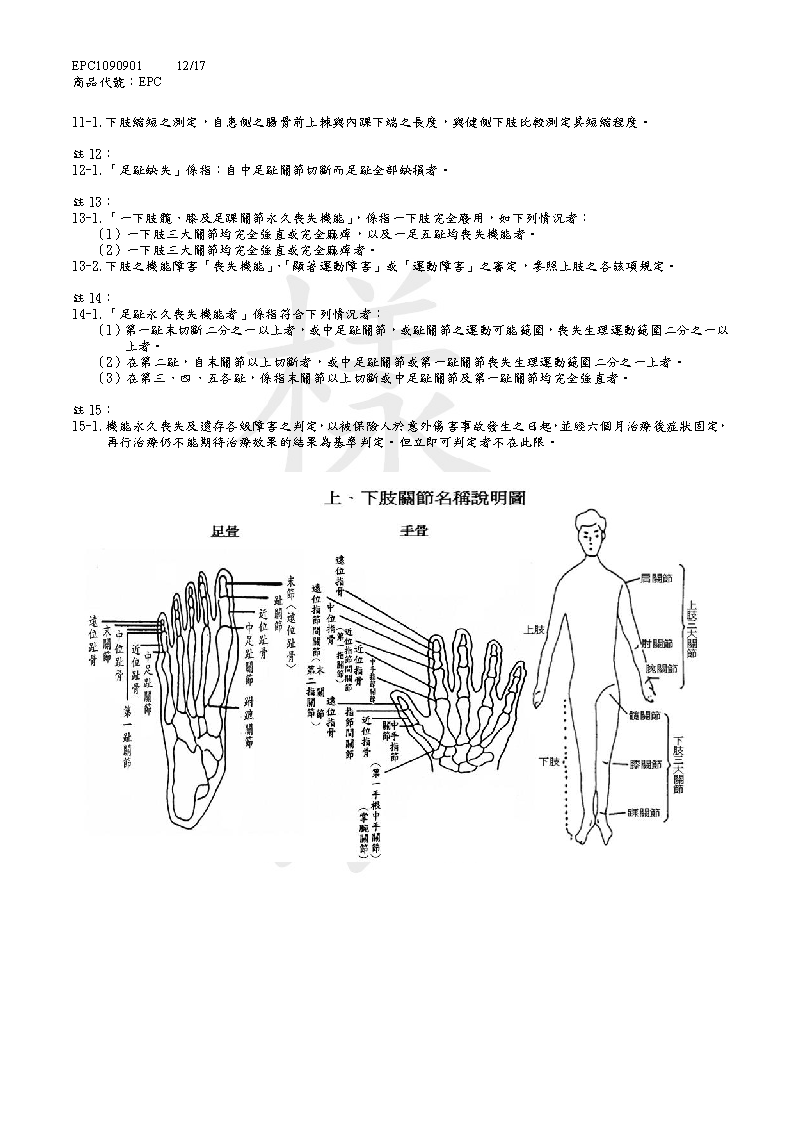 EPC1090901 12/17
商品代號：EPC
11-1.下肢縮短之測定，自患側之腸骨前上棘與內踝下端之長度，與健側下肢比較測定其短縮程度。
註12：
12-1.「足趾缺失」係指：自中足趾關節切斷而足趾全部缺損者。
註13：
13-1.「一下肢髖、膝及足踝關節永久喪失機能」，係指一下肢完全廢用，如下列情況者：
(1) 一下肢三大關節均完全強直或完全麻痺，以及一足五趾均喪失機能者。
(2) 一下肢三大關節均完全強直或完全麻痺者。
13-2.下肢之機能障害「喪失機能」、「顯著運動障害」或「運動障害」之審定，參照上肢之各該項規定。
註14：
14-1.「足趾永久喪失機能者」係指符合下列情況者：
(1) 第一趾末切斷二分之一以上者，或中足趾關節，或趾關節之運動可能範圍，喪失生理運動範圍二分之一以
上者。
(2) 在第二趾，自末關節以上切斷者，或中足趾關節或第一趾關節喪失生理運動範圍二分之一上者。
(3) 在第三、四、五各趾，係指末關節以上切斷或中足趾關節及第一趾關節均完全強直者。
註15：
15-1.機能永久喪失及遺存各級障害之判定，以被保險人於意外傷害事故發生之日起，並經六個月治療後症狀固定，
再行治療仍不能期待治療效果的結果為基準判定。但立即可判定者不在此限。
樣
上、下肢關節名稱說明圖
足骨
遠位趾骨
末關節
中位趾骨
第一趾關節
近位趾骨
中足趾關節
末節（遠位趾骨）
趾關節
近位趾骨
中足趾關節
跗蹠關節
手骨
遠位指骨
遠位指節間關節（第二指關節）
末關節
中位指骨
近位指節間關節
（第一指關節）
近位指骨
中手指節關節
遠位指骨
指節間關節
近位指骨
中手指節
關節
（第一手根中手關節）
（掌腕關節）
上肢
下肢
肩關節
肘關節
腕關節
上肢三大關節
髖關節
膝關節
踝關節
下肢三大關節